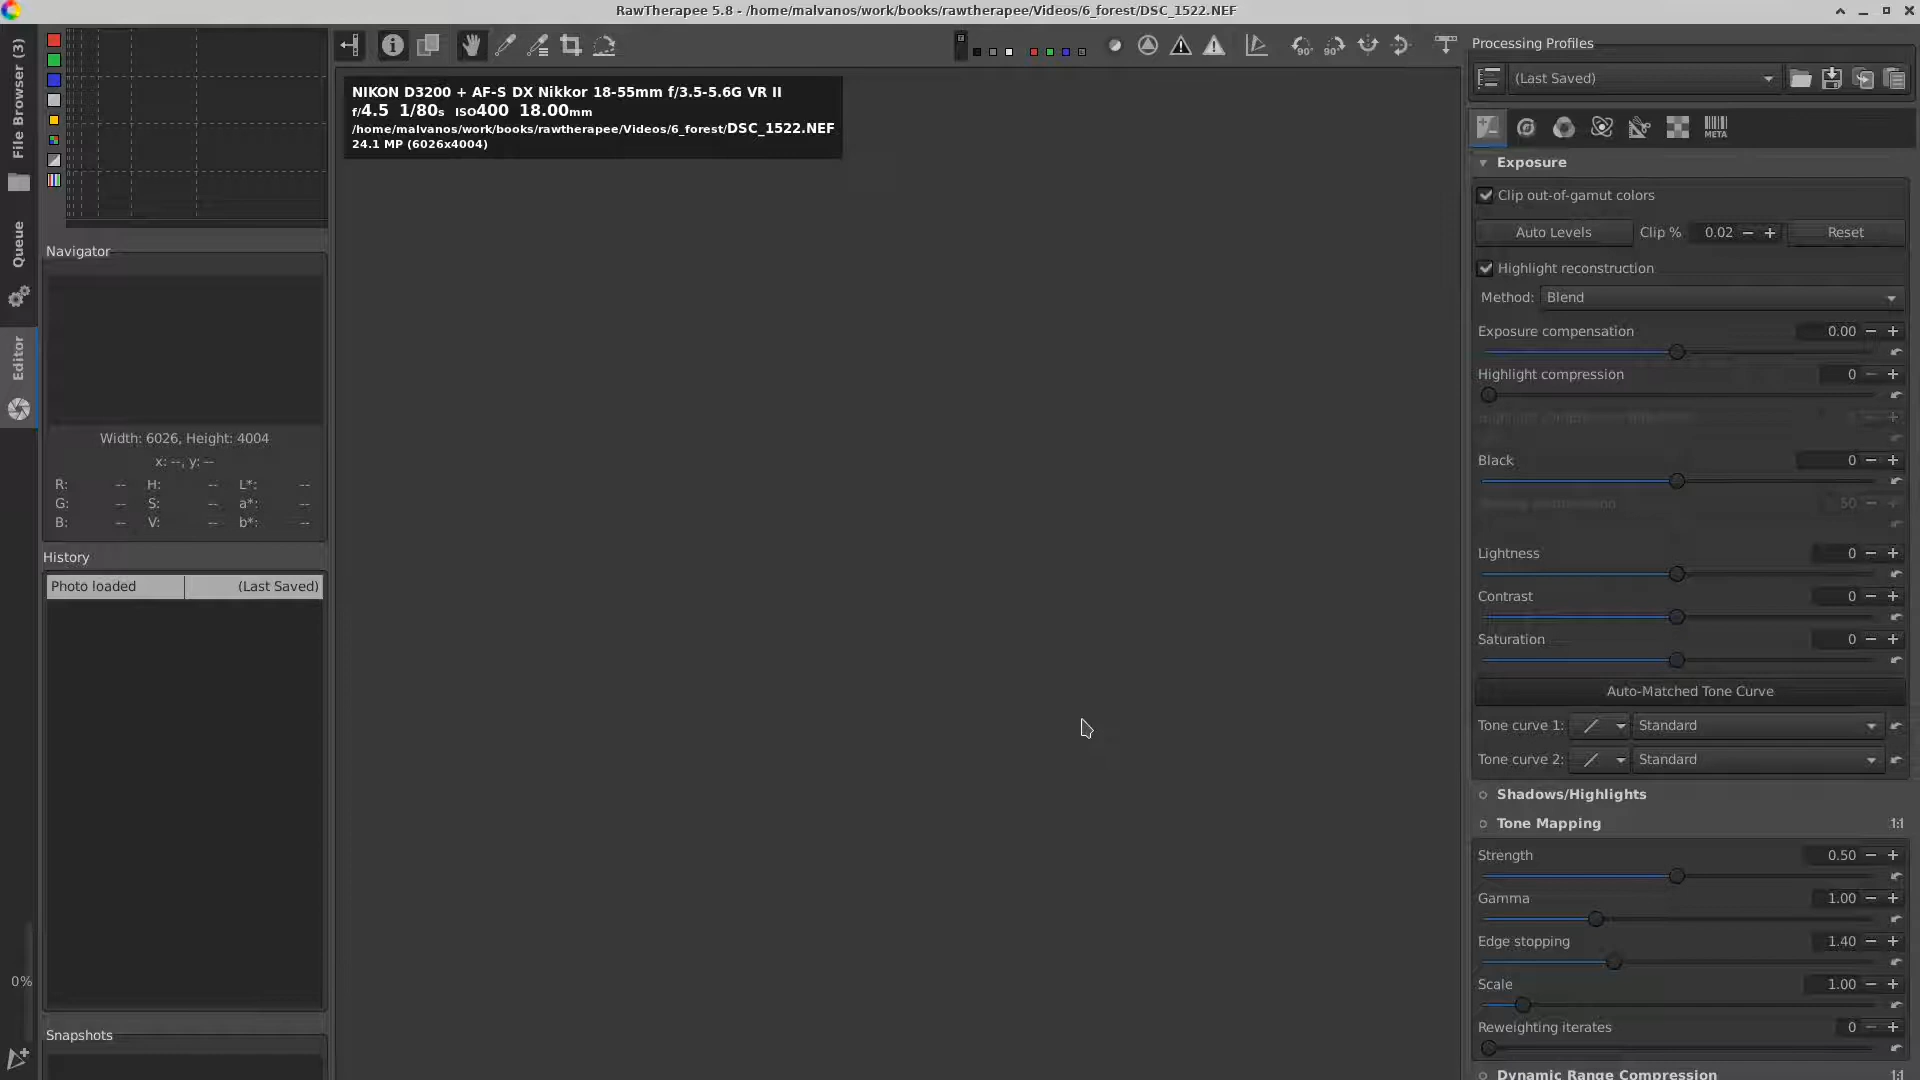 RawTherapee 5.8 - /home/malvanos/work/books/rawtherapee/Videos/6_forest/DSC_1522.NEF
File Browser (3)
Queue
Editor
0%
Navigator
Width: 6026, Height: 4004
x: --, y: --
R: -- H: -- L*: --
G: -- S: -- a*: --
B: -- V: -- b*: --
History
Photo loaded (Last Saved)
Snapshots
NIKON D3200 + AF-S DX Nikkor 18-55mm f/3.5-5.6G VR II
f/4.5 1/80s ISO400 18.00mm
/home/malvanos/work/books/rawtherapee/Videos/6_forest/DSC_1522.NEF
24.1 MP (6026x4004)
90° 90°
Processing Profiles
(Last Saved)
META
Exposure
Clip out-of-gamut colors
Auto Levels Clip % 0.02 Reset
Highlight reconstruction
Method: Blend
Exposure compensation 0.00
Highlight compression 0
Black 0
50
Lightness 0
Contrast 0
Saturation 0
Auto-Matched Tone Curve
Tone curve 1: Standard
Tone curve 2: Standard
Shadows/Highlights
Tone Mapping 1:1
Strength 0.50
Gamma 1.00
Edge stopping 1.40
Scale 1.00
Reweighting iterates 0
Dynamic Range Compression 1:1